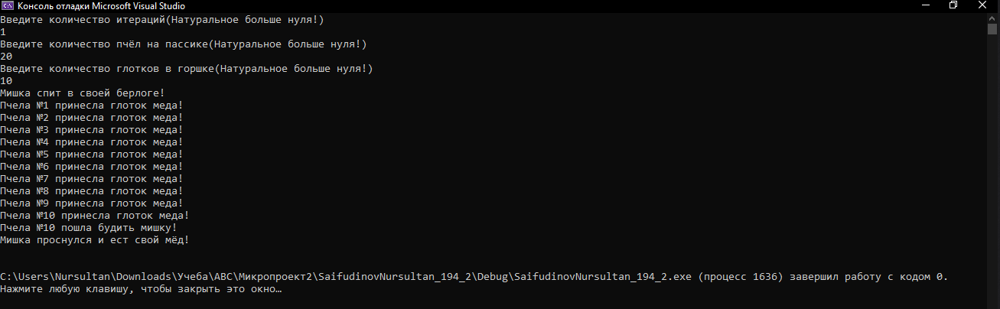 Консоль отладки Microsoft Visual Studio
Введите количество итераций(Натуральное больше нуля!)
1
Введите количество пчёл на пассике(Натуральное больше нуля!)
20
Введите количество глотков в горшке(Натуральное больше нуля!)
10
Мишка спит в своей берлоге!
Пчела №1 принесла глоток меда!
Пчела №2 принесла глоток меда!
Пчела №3 принесла глоток меда!
Пчела №4 принесла глоток меда!
Пчела №5 принесла глоток меда!
Пчела №6 принесла глоток меда!
Пчела №7 принесла глоток меда!
Пчела №8 принесла глоток меда!
Пчела №9 принесла глоток меда!
Пчела №10 принесла глоток меда!
Пчела №10 пошла будить мишку!
Мишка проснулся и ест свой мёд!
C:\Users\Nursultan\Downloads\Учеба\АВС\Микропроект2\SaifudinovNursultan_194_2\Debug\SaifudinovNursultan_194_2.exe (процесс 1636) завершил работу с кодом 0.
Нажмите любую клавишу, чтобы закрыть это окно…